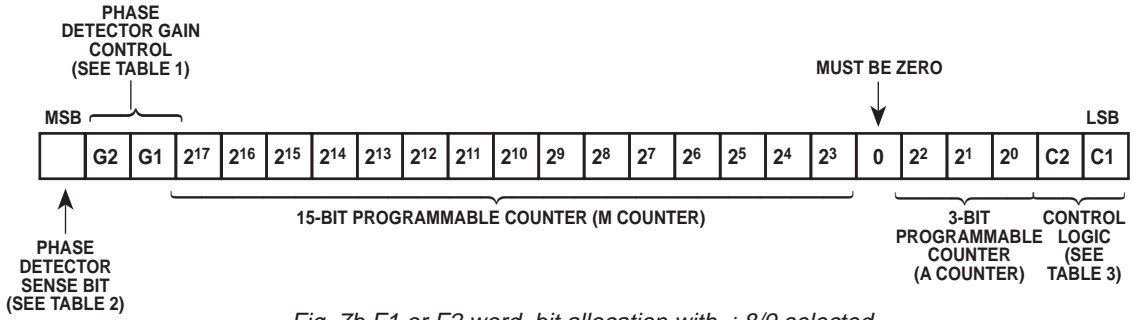 PHASE
DETECTOR GAIN
CONTROL
(SEE TABLE 1)
MUST BE ZERO
MSB
LSB
G2 G1 2¹⁷ 2¹⁶ 2¹⁵ 2¹⁴ 2¹³ 2¹² 2¹¹ 2¹⁰ 2⁹ 2⁸ 2⁷ 2⁶ 2⁵ 2⁴ 2³ 0 2² 2¹ 2⁰ C2 C1
15-BIT PROGRAMMABLE COUNTER (M COUNTER)
3-BIT
PROGRAMMABLE
COUNTER
(A COUNTER)
CONTROL
LOGIC
(SEE
TABLE 3)
PHASE
DETECTOR
SENSE BIT
(SEE TABLE 2)